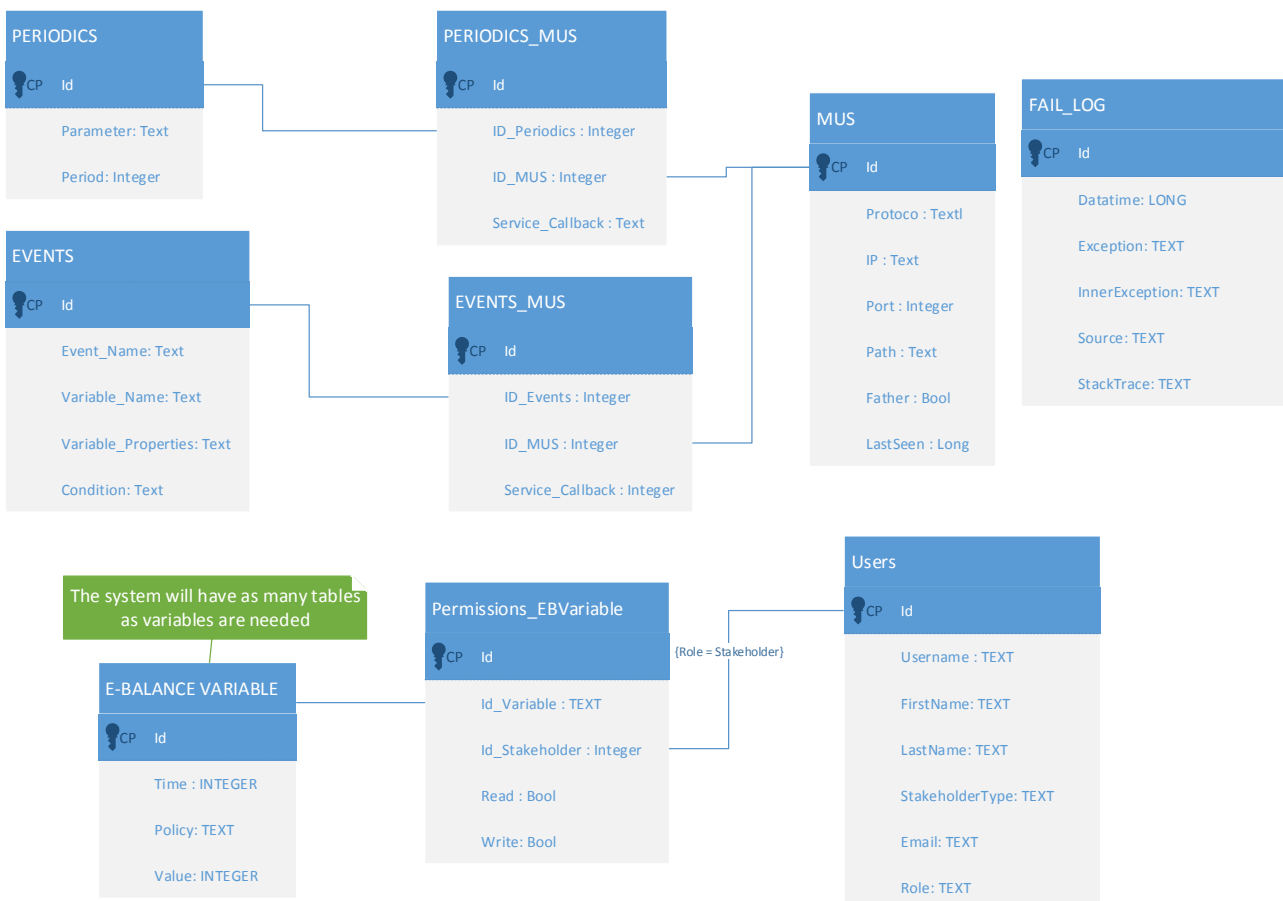 PERIODICS
CP Id
Parameter: Text
Period: Integer
PERIODICS_MUS
CP Id
ID_Periodics : Integer
ID_MUS : Integer
Service_Callback : Text
MUS
CP Id
Protoco : Textl
IP : Text
Port : Integer
Path : Text
Father : Bool
LastSeen : Long
FAIL_LOG
CP Id
Datatime: LONG
Exception: TEXT
InnerException: TEXT
Source: TEXT
StackTrace: TEXT
EVENTS
CP Id
Event_Name: Text
Variable_Name: Text
Variable_Properties: Text
Condition: Text
EVENTS_MUS
CP Id
ID_Events : Integer
ID_MUS : Integer
Service_Callback : Integer
The system will have as many tables
as variables are needed
E-BALANCE VARIABLE
CP Id
Time : INTEGER
Policy: TEXT
Value: INTEGER
Permissions_EBVariable
CP Id
Id_Variable : TEXT
Id_Stakeholder : Integer
Read : Bool
Write: Bool
{Role = Stakeholder}
Users
CP Id
Username : TEXT
FirstName: TEXT
LastName: TEXT
StakeholderType: TEXT
Email: TEXT
Role: TEXT